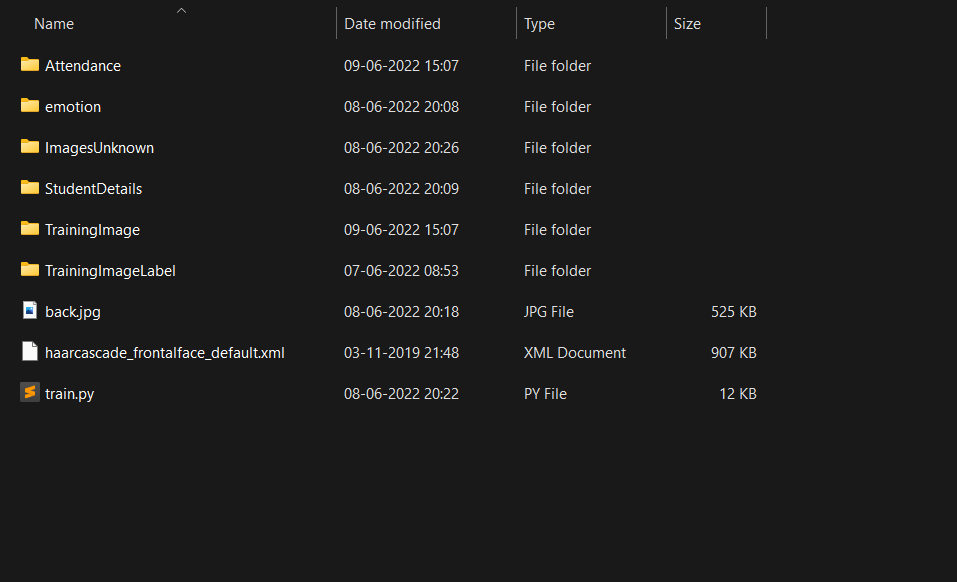 Name Date modified Type Size
Attendance 09-06-2022 15:07 File folder
emotion 08-06-2022 20:08 File folder
ImagesUnknown 08-06-2022 20:26 File folder
StudentDetails 08-06-2022 20:09 File folder
TrainingImage 09-06-2022 15:07 File folder
TrainingImageLabel 07-06-2022 08:53 File folder
back.jpg 08-06-2022 20:18 JPG File 525 KB
haarcascade_frontalface_default.xml 03-11-2019 21:48 XML Document 907 KB
train.py 08-06-2022 20:22 PY File 12 KB